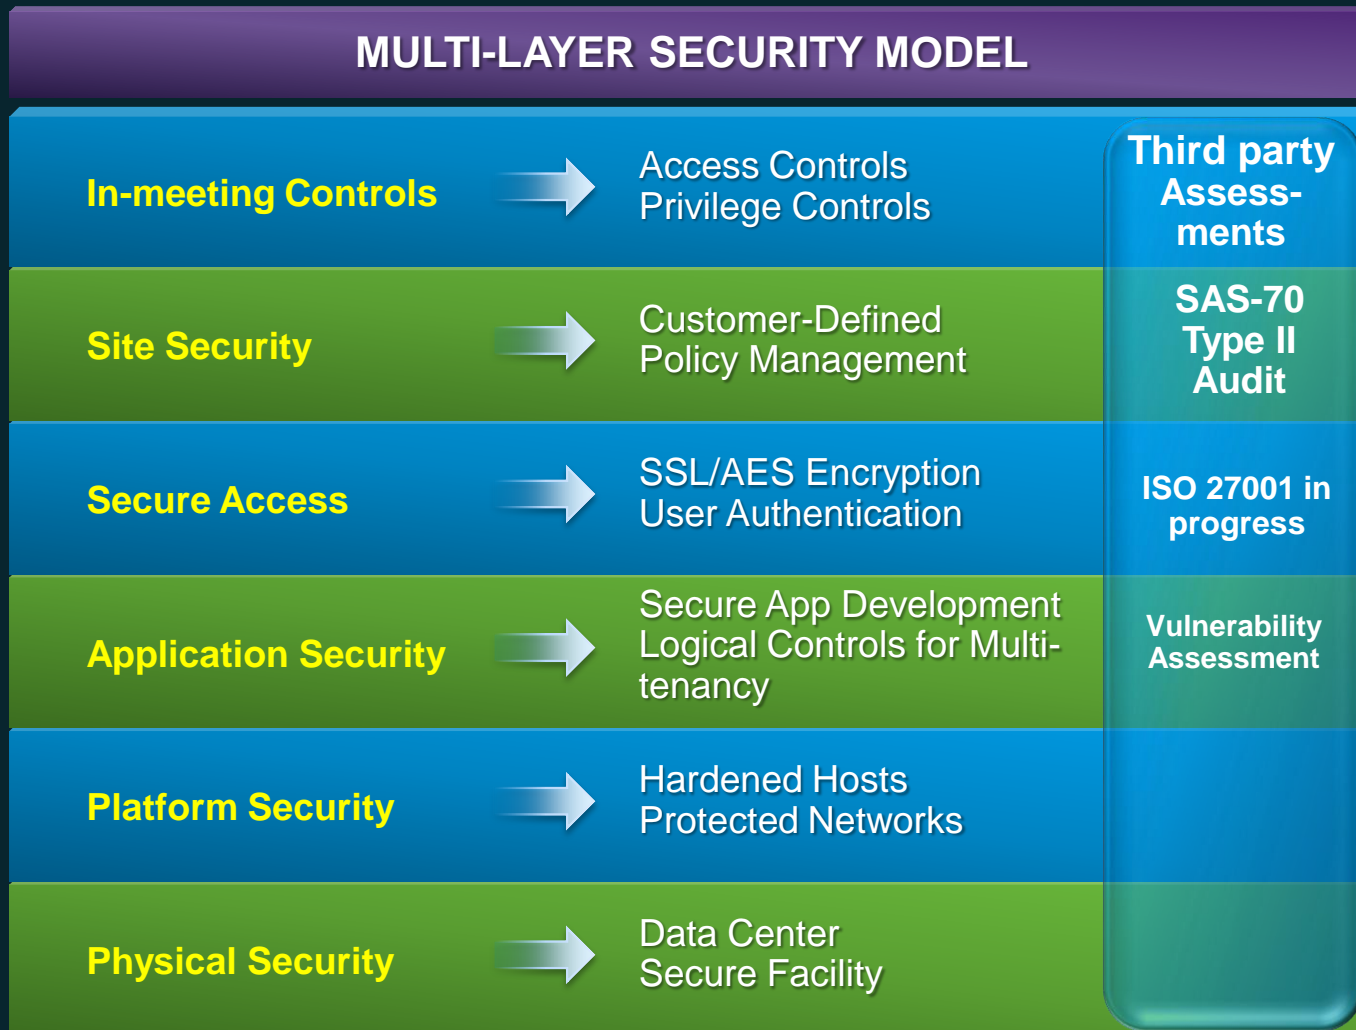 MULTI-LAYER SECURITY MODEL
In-meeting Controls
Access Controls
Privilege Controls
Site Security
Customer-Defined
Policy Management
Secure Access
SSL/AES Encryption
User Authentication
Application Security
Secure App Development
Logical Controls for Multi-
tenancy
Platform Security
Hardened Hosts
Protected Networks
Physical Security
Data Center
Secure Facility
Third party
Assess-
ments
SAS-70
Type II
Audit
ISO 27001 in
progress
Vulnerability
Assessment